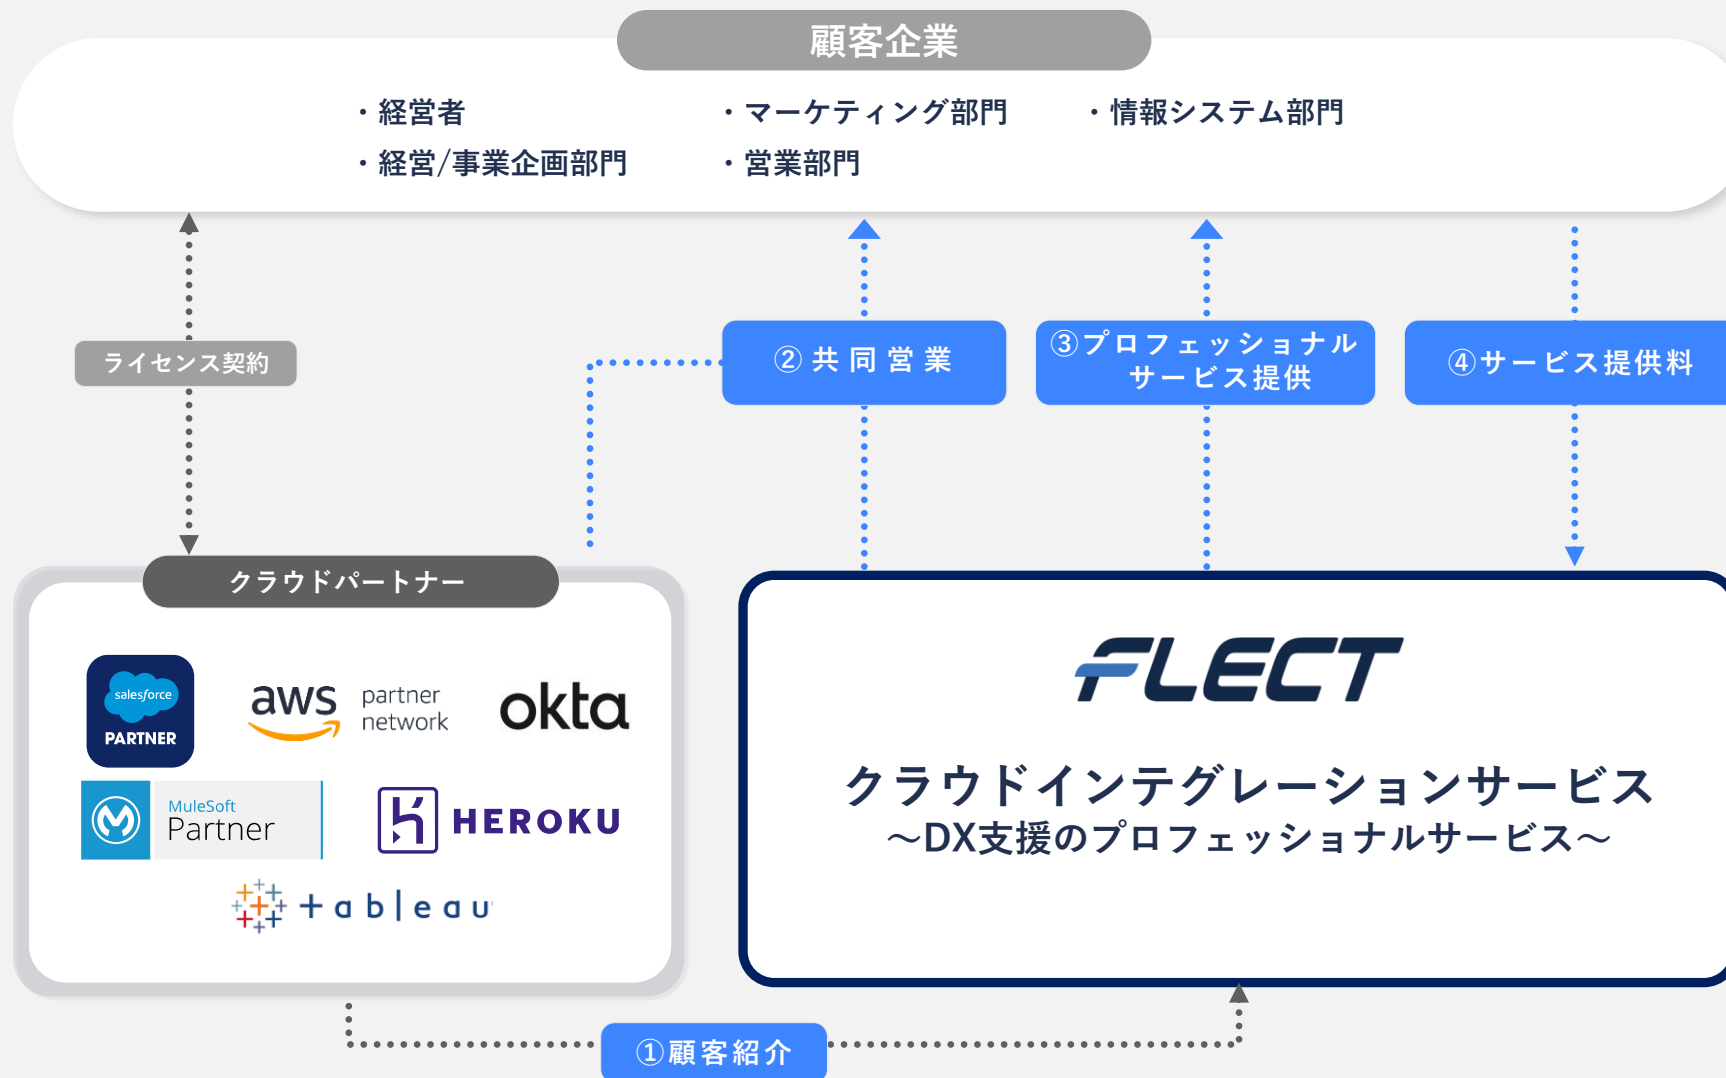 顧客企業
・経営者
・マーケティング部門
・情報システム部門
・経営/事業企画部門
・営業部門
ライセンス契約
②共同営業
③プロフェッショナル
サービス提供
④サービス提供料
クラウドパートナー
salesforce
PARTNER
aws
partner
network
okta
MuleSoft
Partner
HEROKU
+ableau
FLECT
クラウドインテグレーションサービス
〜DX支援のプロフェッショナルサービス〜
①顧客紹介